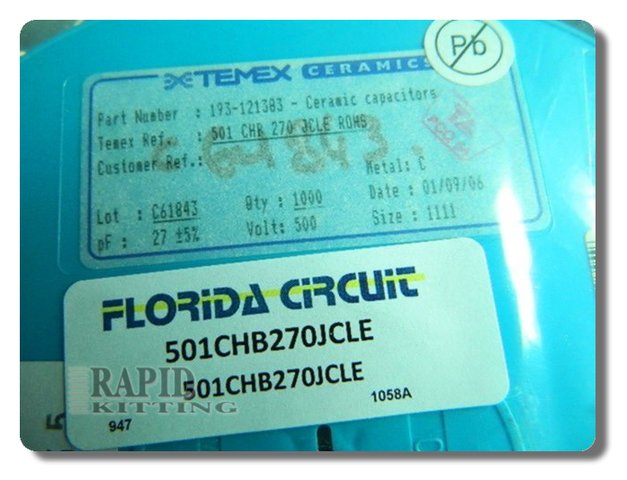 Pb
TEMEX CERAMICS
Part Number : 193-121383 - Ceramic capacitors
Temex Ref. : 501 CHB 270 JCLE ROHS
Customer Ref.:
Metal: C
Lot : C61843 Qty : 1000 Date : 01/09/06
pF : 27 ±5% Volt: 500 Size : 1111
FLORIDA CIRCUIT
501CHB270JCLE
501CHB270JCLE
RAPID
KITTING
947 1058A